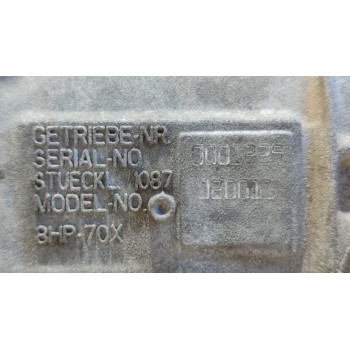 GETRIEBE-NR.
SERIAL-NO.
STUECKL. 1087
MODEL-NO.
8HP-70X